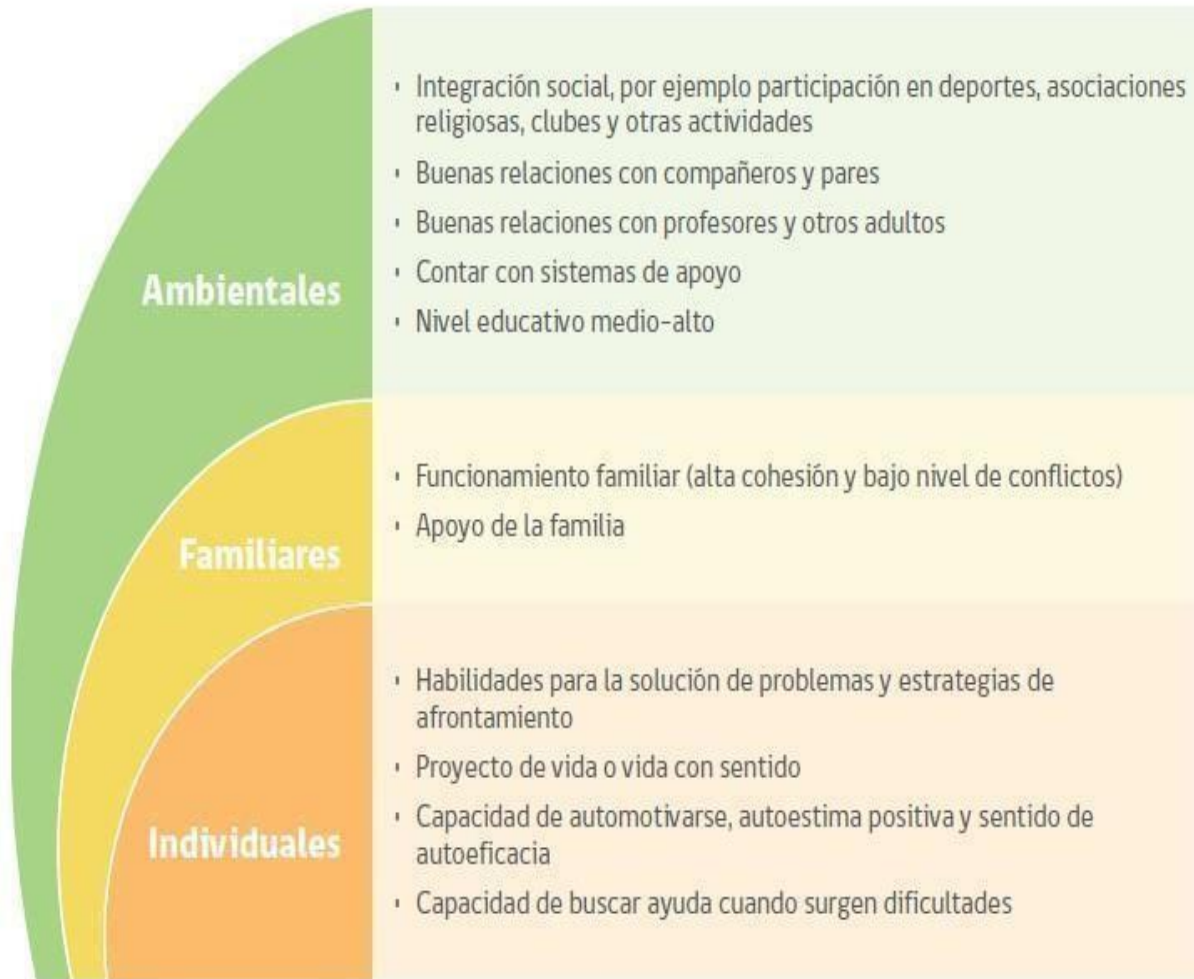 Ambientales
• Integración social, por ejemplo participación en deportes, asociaciones
religiosas, clubes y otras actividades
• Buenas relaciones con compañeros y pares
• Buenas relaciones con profesores y otros adultos
• Contar con sistemas de apoyo
• Nivel educativo medio-alto
Familiares
• Funcionamiento familiar (alta cohesión y bajo nivel de conflictos)
• Apoyo de la familia
Individuales
• Habilidades para la solución de problemas y estrategias de
afrontamiento
• Proyecto de vida o vida con sentido
• Capacidad de automotivarse, autoestima positiva y sentido de
autoeficacia
• Capacidad de buscar ayuda cuando surgen dificultades